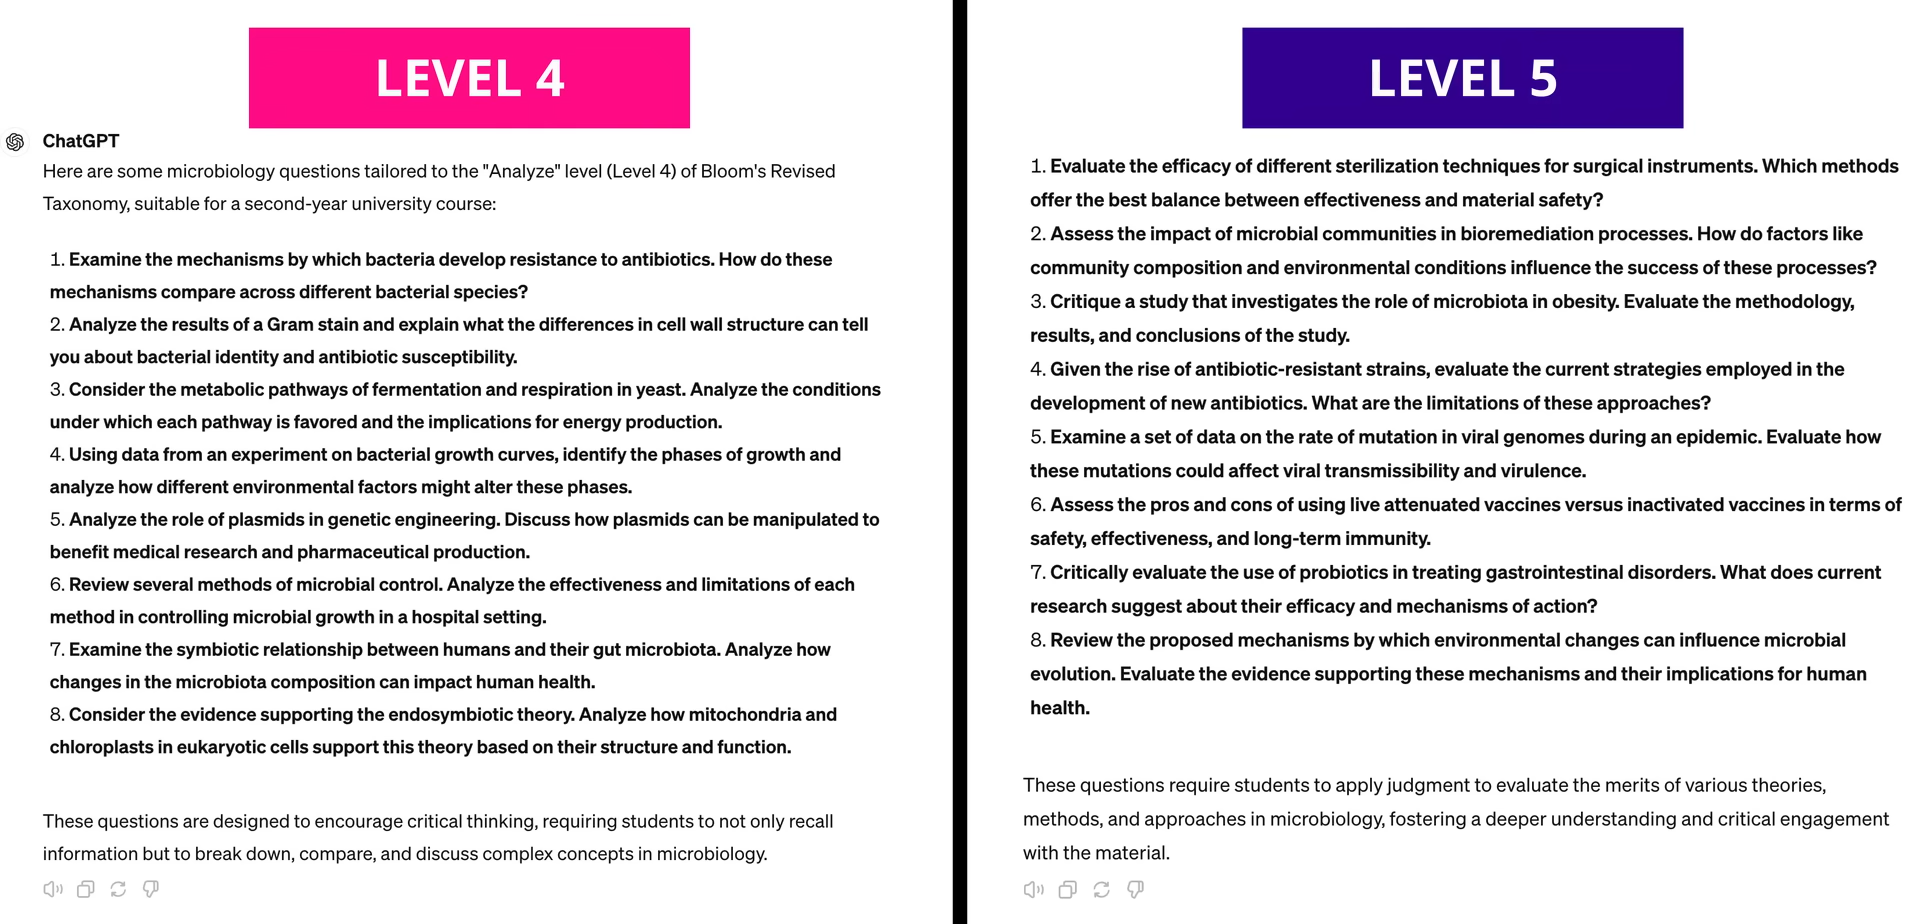 LEVEL 4
ChatGPT
Here are some microbiology questions tailored to the "Analyze" level (Level 4) of Bloom's Revised
Taxonomy, suitable for a second-year university course:
1. Examine the mechanisms by which bacteria develop resistance to antibiotics. How do these
mechanisms compare across different bacterial species?
2. Analyze the results of a Gram stain and explain what the differences in cell wall structure can tell
you about bacterial identity and antibiotic susceptibility.
3. Consider the metabolic pathways of fermentation and respiration in yeast. Analyze the conditions
under which each pathway is favored and the implications for energy production.
4. Using data from an experiment on bacterial growth curves, identify the phases of growth and
analyze how different environmental factors might alter these phases.
5. Analyze the role of plasmids in genetic engineering. Discuss how plasmids can be manipulated to
benefit medical research and pharmaceutical production.
6. Review several methods of microbial control. Analyze the effectiveness and limitations of each
method in controlling microbial growth in a hospital setting.
7. Examine the symbiotic relationship between humans and their gut microbiota. Analyze how
changes in the microbiota composition can impact human health.
8. Consider the evidence supporting the endosymbiotic theory. Analyze how mitochondria and
chloroplasts in eukaryotic cells support this theory based on their structure and function.
These questions are designed to encourage critical thinking, requiring students to not only recall
information but to break down, compare, and discuss complex concepts in microbiology.
LEVEL 5
1. Evaluate the efficacy of different sterilization techniques for surgical instruments. Which methods
offer the best balance between effectiveness and material safety?
2. Assess the impact of microbial communities in bioremediation processes. How do factors like
community composition and environmental conditions influence the success of these processes?
3. Critique a study that investigates the role of microbiota in obesity. Evaluate the methodology,
results, and conclusions of the study.
4. Given the rise of antibiotic-resistant strains, evaluate the current strategies employed in the
development of new antibiotics. What are the limitations of these approaches?
5. Examine a set of data on the rate of mutation in viral genomes during an epidemic. Evaluate how
these mutations could affect viral transmissibility and virulence.
6. Assess the pros and cons of using live attenuated vaccines versus inactivated vaccines in terms of
safety, effectiveness, and long-term immunity.
7. Critically evaluate the use of probiotics in treating gastrointestinal disorders. What does current
research suggest about their efficacy and mechanisms of action?
8. Review the proposed mechanisms by which environmental changes can influence microbial
evolution. Evaluate the evidence supporting these mechanisms and their implications for human
health.
These questions require students to apply judgment to evaluate the merits of various theories,
methods, and approaches in microbiology, fostering a deeper understanding and critical engagement
with the material.